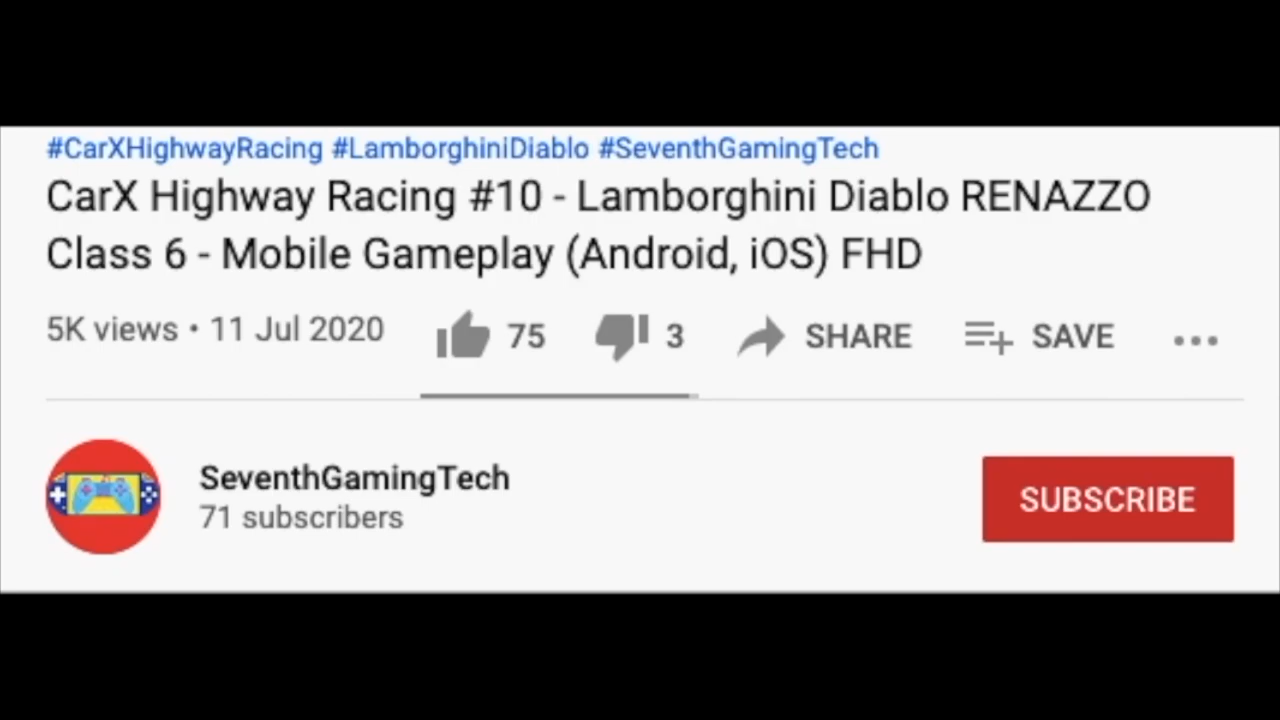 #CarXHighwayRacing #LamborghiniDiablo #SeventhGamingTech
CarX Highway Racing #10 - Lamborghini Diablo RENAZZO
Class 6 - Mobile Gameplay (Android, iOS) FHD
5K views • 11 Jul 2020 75 3 SHARE SAVE
SeventhGamingTech
71 subscribers
SUBSCRIBE